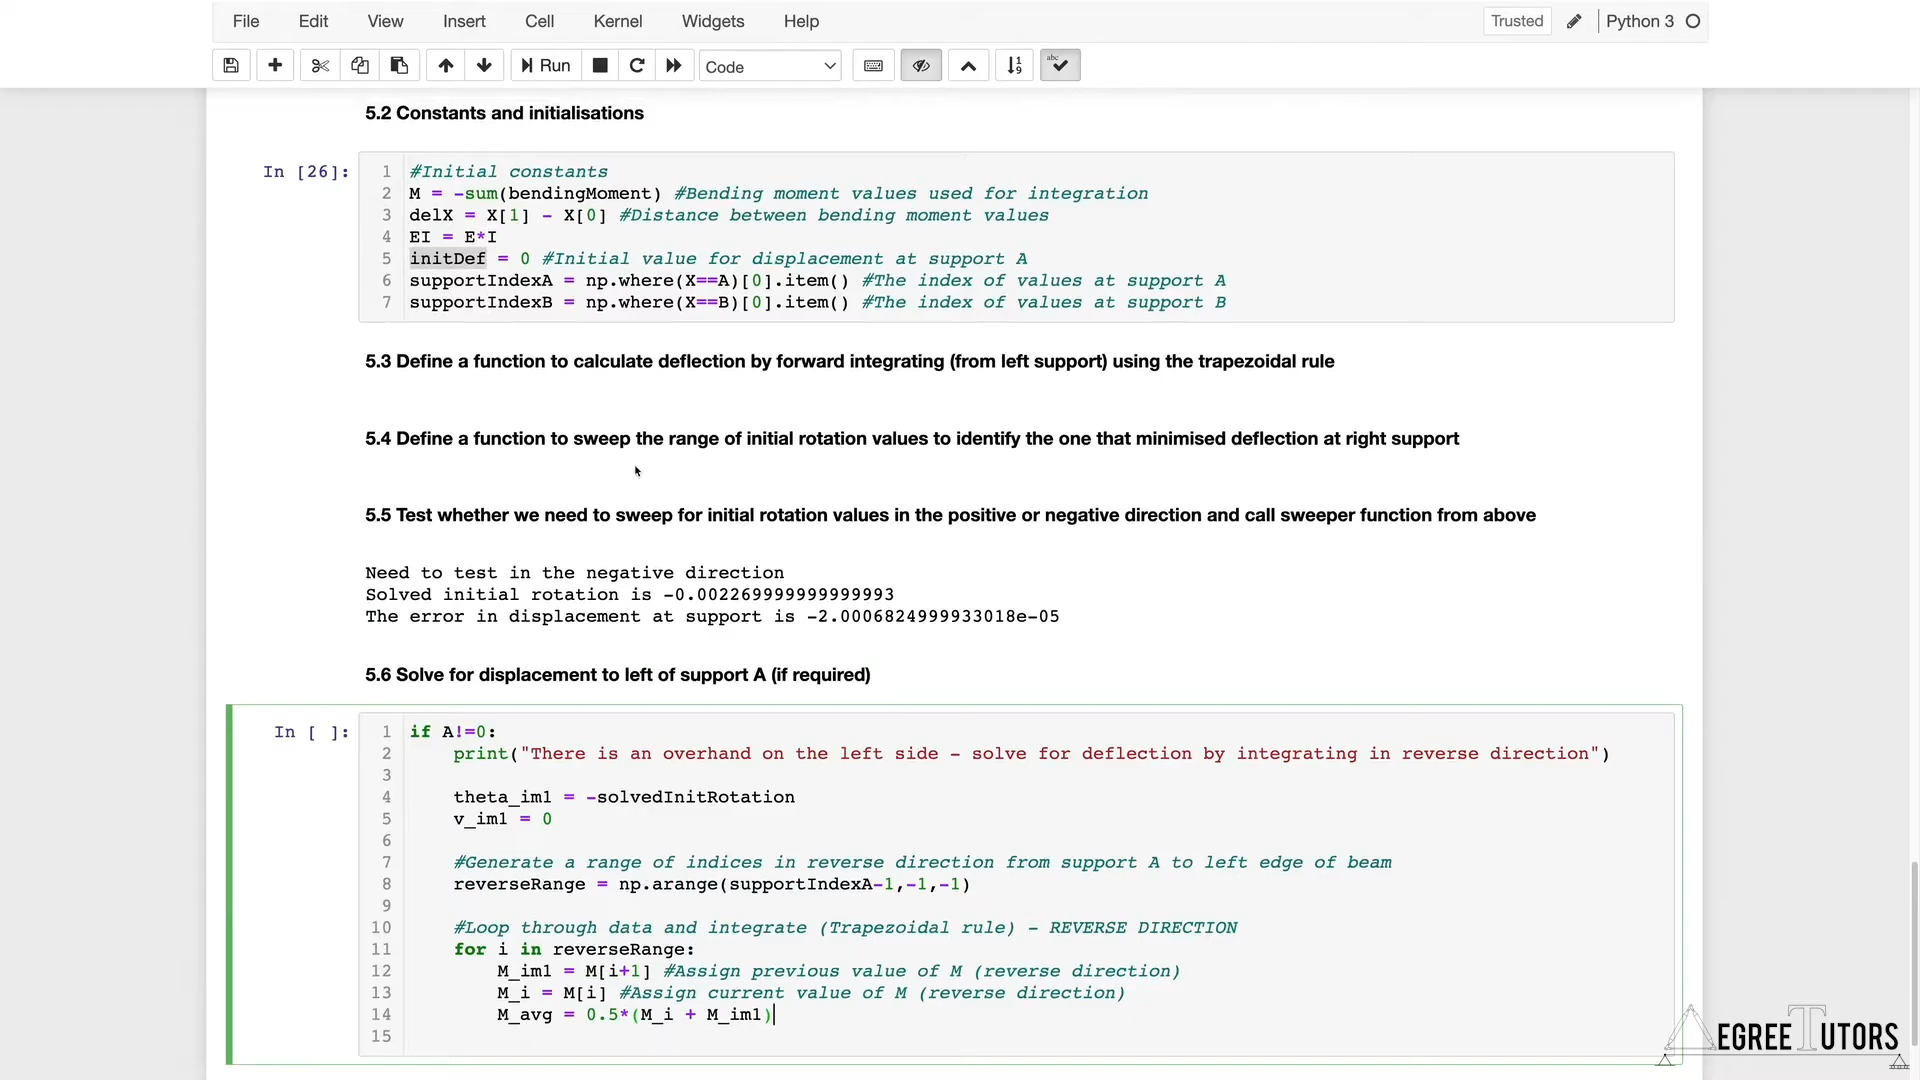 File Edit View Insert Cell Kernel Widgets Help Trusted Python 3
Run Code
5.2 Constants and initialisations
In [26]:
1 #Initial constants
2 M = -sum(bendingMoment) #Bending moment values used for integration
3 delX = X[1] - X[0] #Distance between bending moment values
4 EI = E*I
5 initDef = 0 #Initial value for displacement at support A
6 supportIndexA = np.where(X==A)[0].item() #The index of values at support A
7 supportIndexB = np.where(X==B)[0].item() #The index of values at support B
5.3 Define a function to calculate deflection by forward integrating (from left support) using the trapezoidal rule
5.4 Define a function to sweep the range of initial rotation values to identify the one that minimised deflection at right support
5.5 Test whether we need to sweep for initial rotation values in the positive or negative direction and call sweeper function from above
Need to test in the negative direction
Solved initial rotation is -0.002269999999999993
The error in displacement at support is -2.0006824999933018e-05
5.6 Solve for displacement to left of support A (if required)
In [ ]:
1 if A!=0:
2 print("There is an overhand on the left side - solve for deflection by integrating in reverse direction")
3
4 theta_im1 = -solvedInitRotation
5 v_im1 = 0
6
7 #Generate a range of indices in reverse direction from support A to left edge of beam
8 reverseRange = np.arange(supportIndexA-1,-1,-1)
9
10 #Loop through data and integrate (Trapezoidal rule) - REVERSE DIRECTION
11 for i in reverseRange:
12 M_im1 = M[i+1] #Assign previous value of M (reverse direction)
13 M_i = M[i] #Assign current value of M (reverse direction)
14 M_avg = 0.5*(M_i + M_im1)
15
EGREE TUTORS